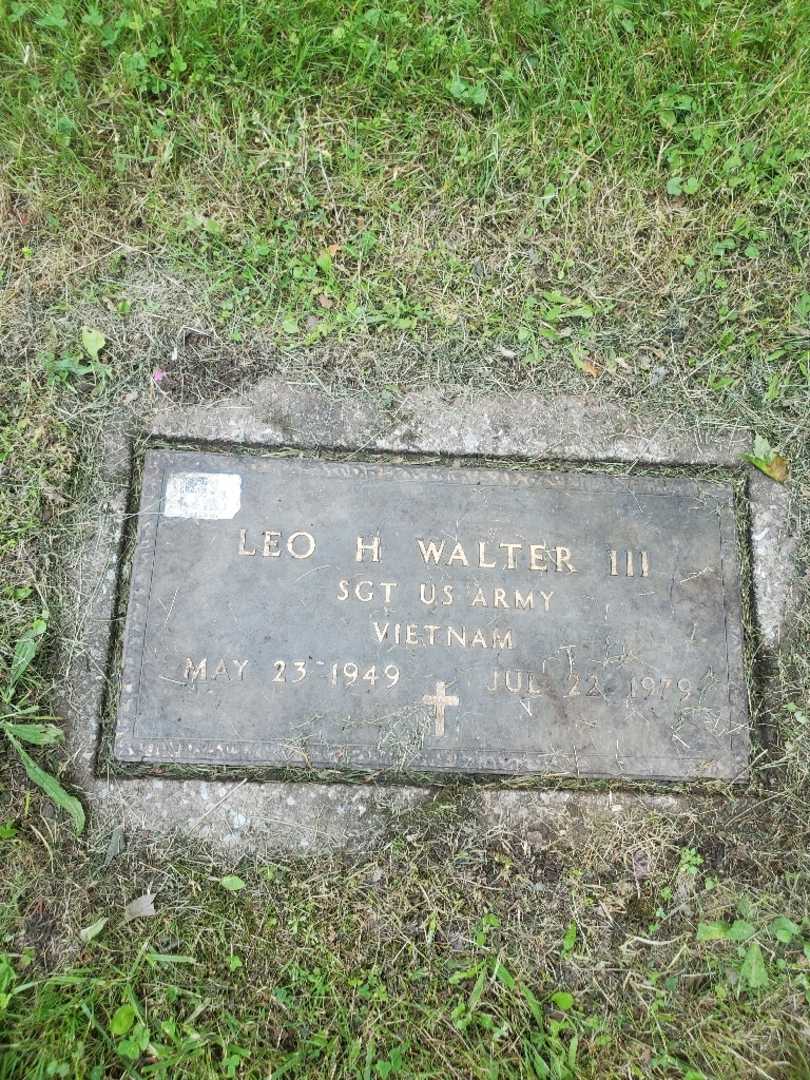 LEO H WALTER III
SGT US ARMY
VIETNAM
MAY 23 1949 JUL 22 1979